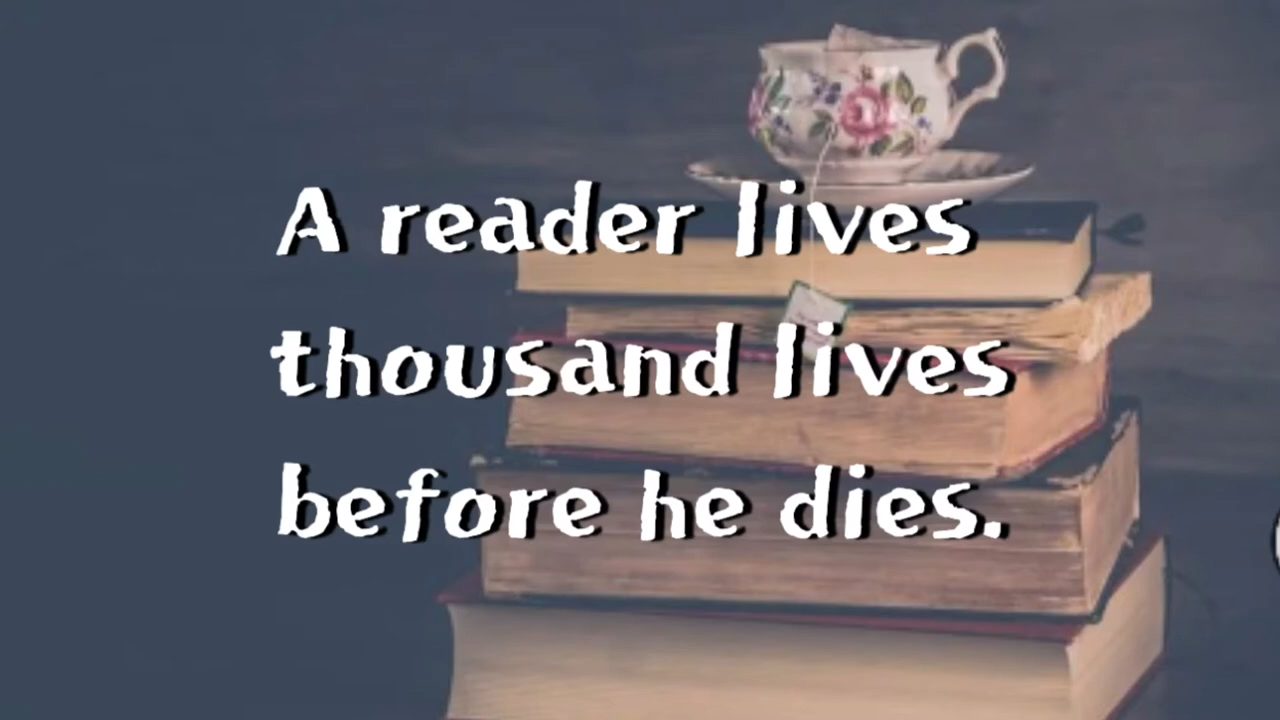 A reader lives
thousand lives
before he dies.